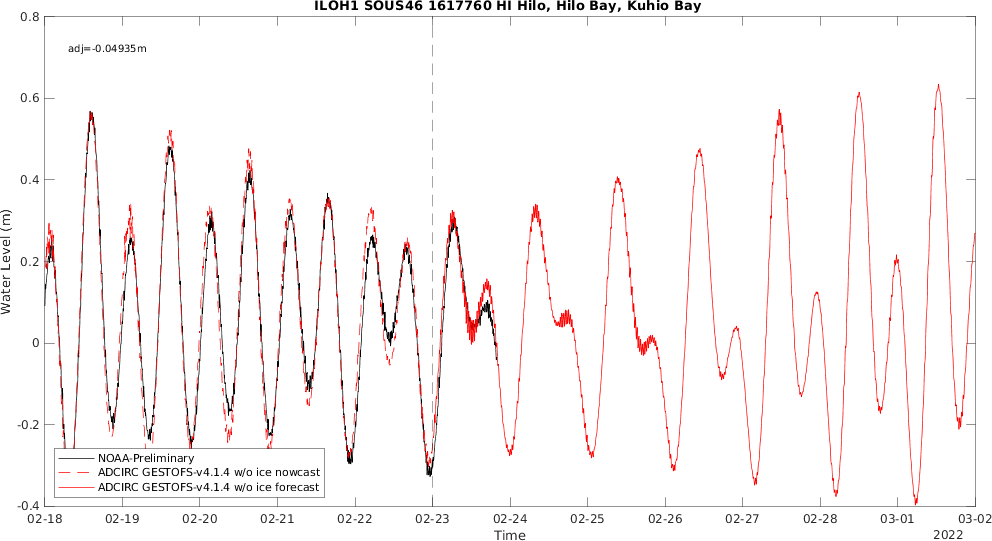 ILOH1 SOUS46 1617760 HI Hilo, Hilo Bay, Kuhio Bay
adj=-0.04935m
Water Level (m)
0.8
0.6
0.4
0.2
0
-0.2
-0.4
NOAA-Preliminary
ADCIRC GESTOFS-v4.1.4 w/o ice nowcast
ADCIRC GESTOFS-v4.1.4 w/o ice forecast
02-18 02-19 02-20 02-21 02-22 02-23 02-24 02-25 02-26 02-27 02-28 03-01 03-02
Time
2022